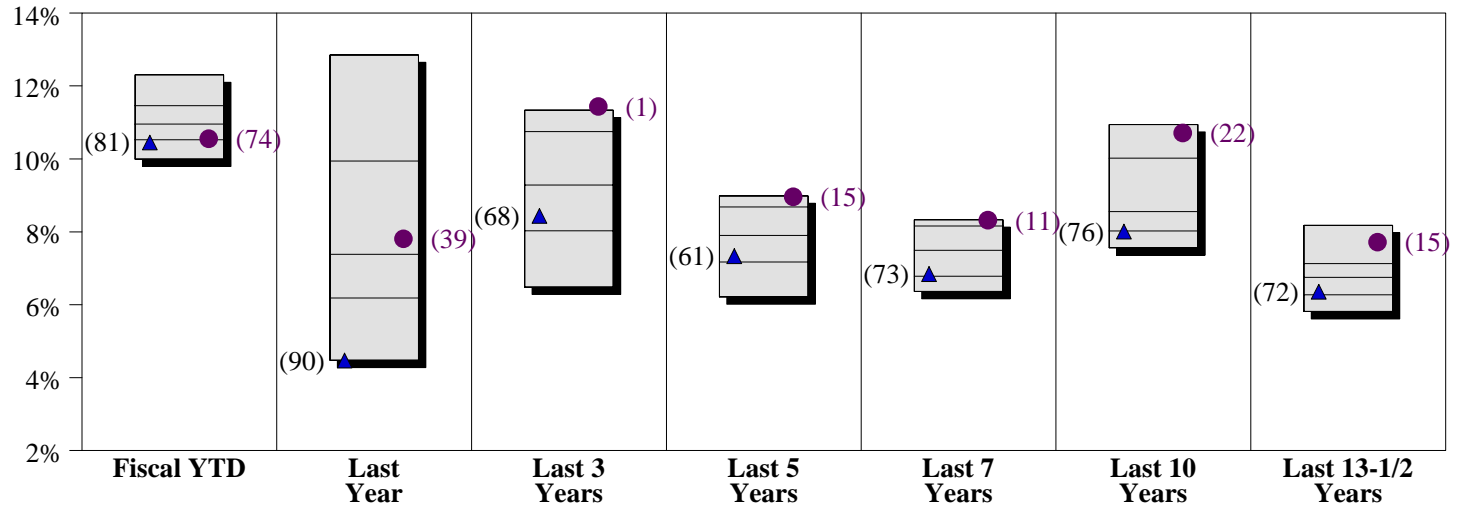 14%
12%
10%
8%
6%
4%
2%
(81)
(74)
(90)
(39)
(68)
(1)
(61)
(15)
(73)
(11)
(76)
(22)
(72)
(15)
Fiscal YTD
Last
Year
Last 3
Years
Last 5
Years
Last 7
Years
Last 10
Years
Last 13-1/2
Years